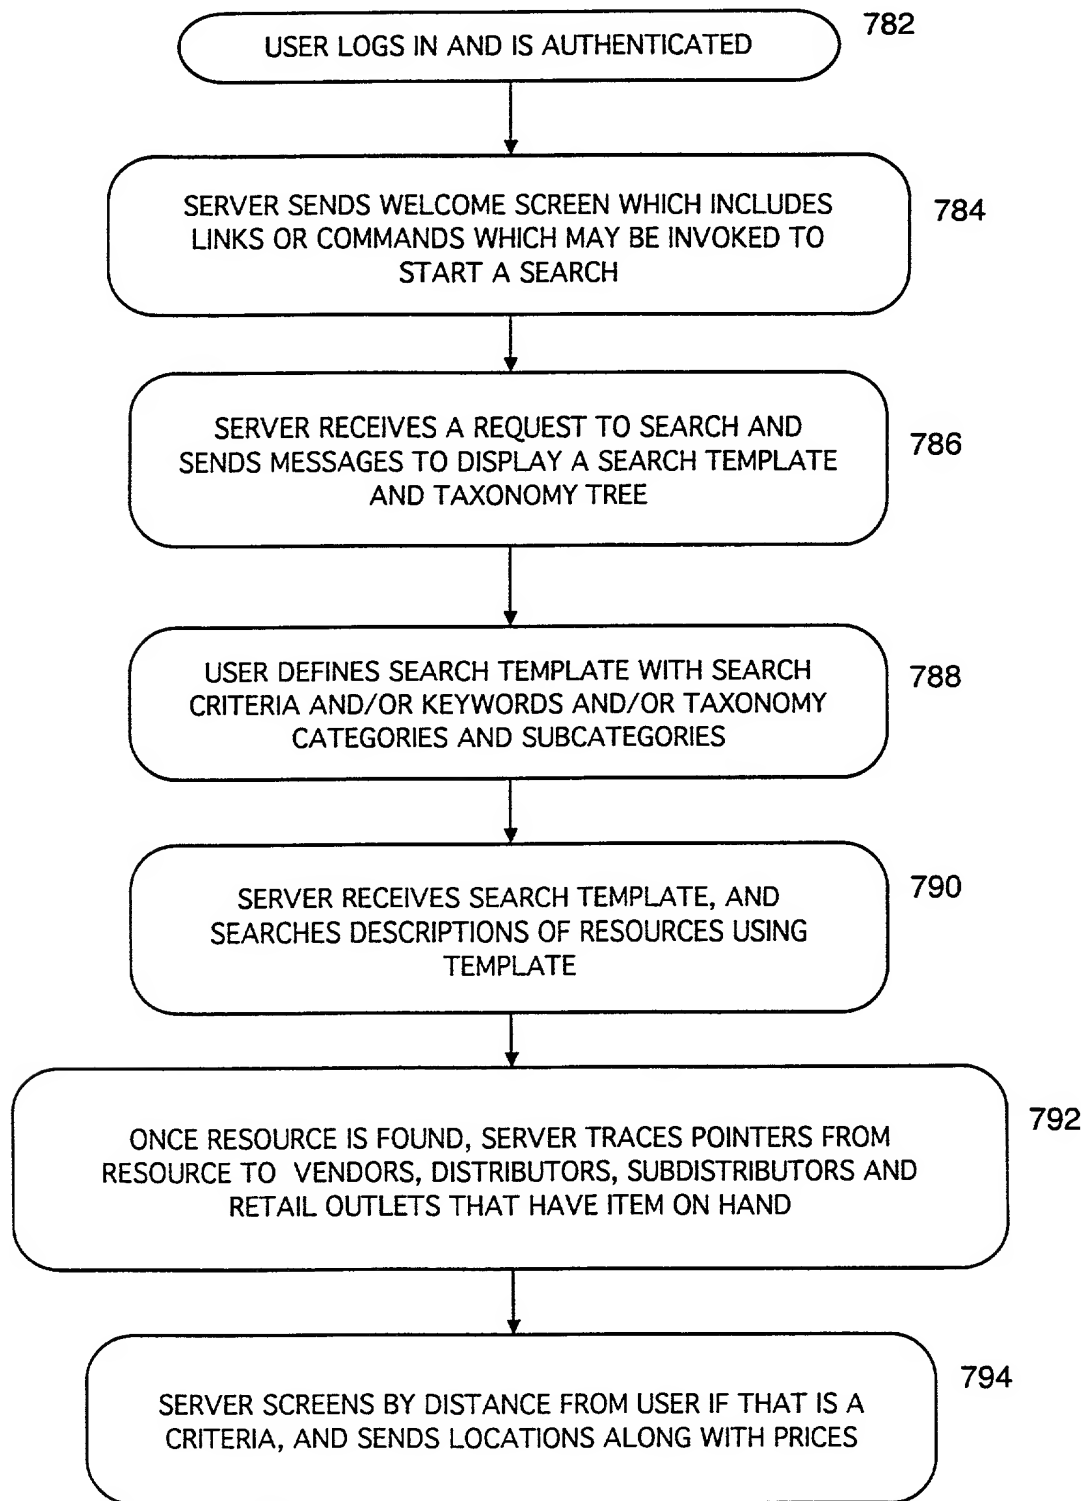 782
USER LOGS IN AND IS AUTHENTICATED
784
SERVER SENDS WELCOME SCREEN WHICH INCLUDES
LINKS OR COMMANDS WHICH MAY BE INVOKED TO
START A SEARCH
786
SERVER RECEIVES A REQUEST TO SEARCH AND
SENDS MESSAGES TO DISPLAY A SEARCH TEMPLATE
AND TAXONOMY TREE
788
USER DEFINES SEARCH TEMPLATE WITH SEARCH
CRITERIA AND/OR KEYWORDS AND/OR TAXONOMY
CATEGORIES AND SUBCATEGORIES
790
SERVER RECEIVES SEARCH TEMPLATE, AND
SEARCHES DESCRIPTIONS OF RESOURCES USING
TEMPLATE
792
ONCE RESOURCE IS FOUND, SERVER TRACES POINTERS FROM
RESOURCE TO VENDORS, DISTRIBUTORS, SUBDISTRIBUTORS AND
RETAIL OUTLETS THAT HAVE ITEM ON HAND
794
SERVER SCREENS BY DISTANCE FROM USER IF THAT IS A
CRITERIA, AND SENDS LOCATIONS ALONG WITH PRICES